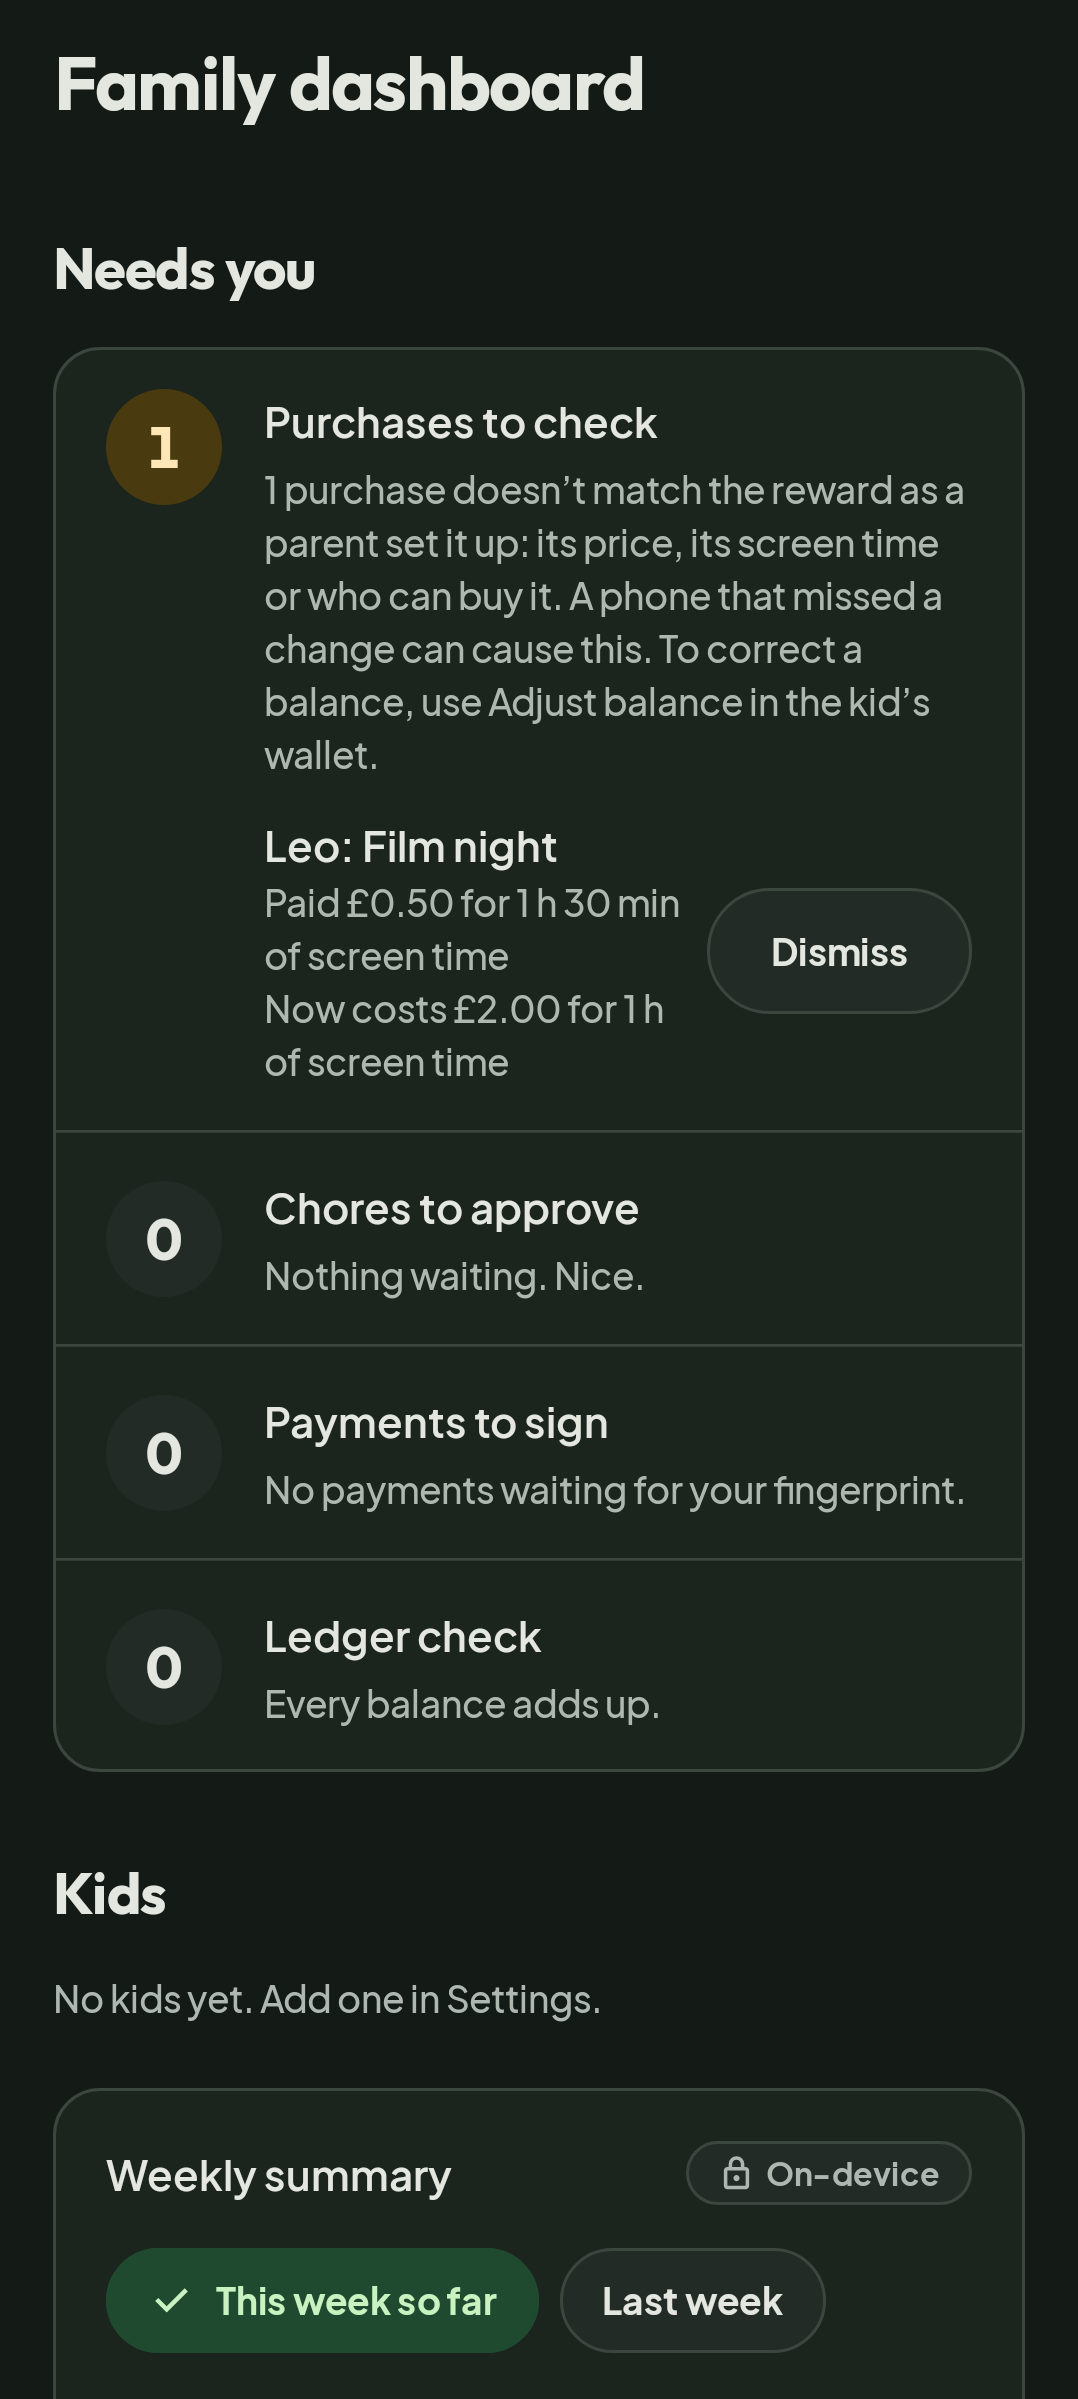 Family dashboard
Needs you
1
Purchases to check
1 purchase doesn’t match the reward as a
parent set it up: its price, its screen time
or who can buy it. A phone that missed a
change can cause this. To correct a
balance, use Adjust balance in the kid’s
wallet.
Leo: Film night
Paid £0.50 for 1 h 30 min
of screen time
Now costs £2.00 for 1 h
of screen time
Dismiss
0
Chores to approve
Nothing waiting. Nice.
0
Payments to sign
No payments waiting for your fingerprint.
0
Ledger check
Every balance adds up.
Kids
No kids yet. Add one in Settings.
Weekly summary
On-device
This week so far
Last week